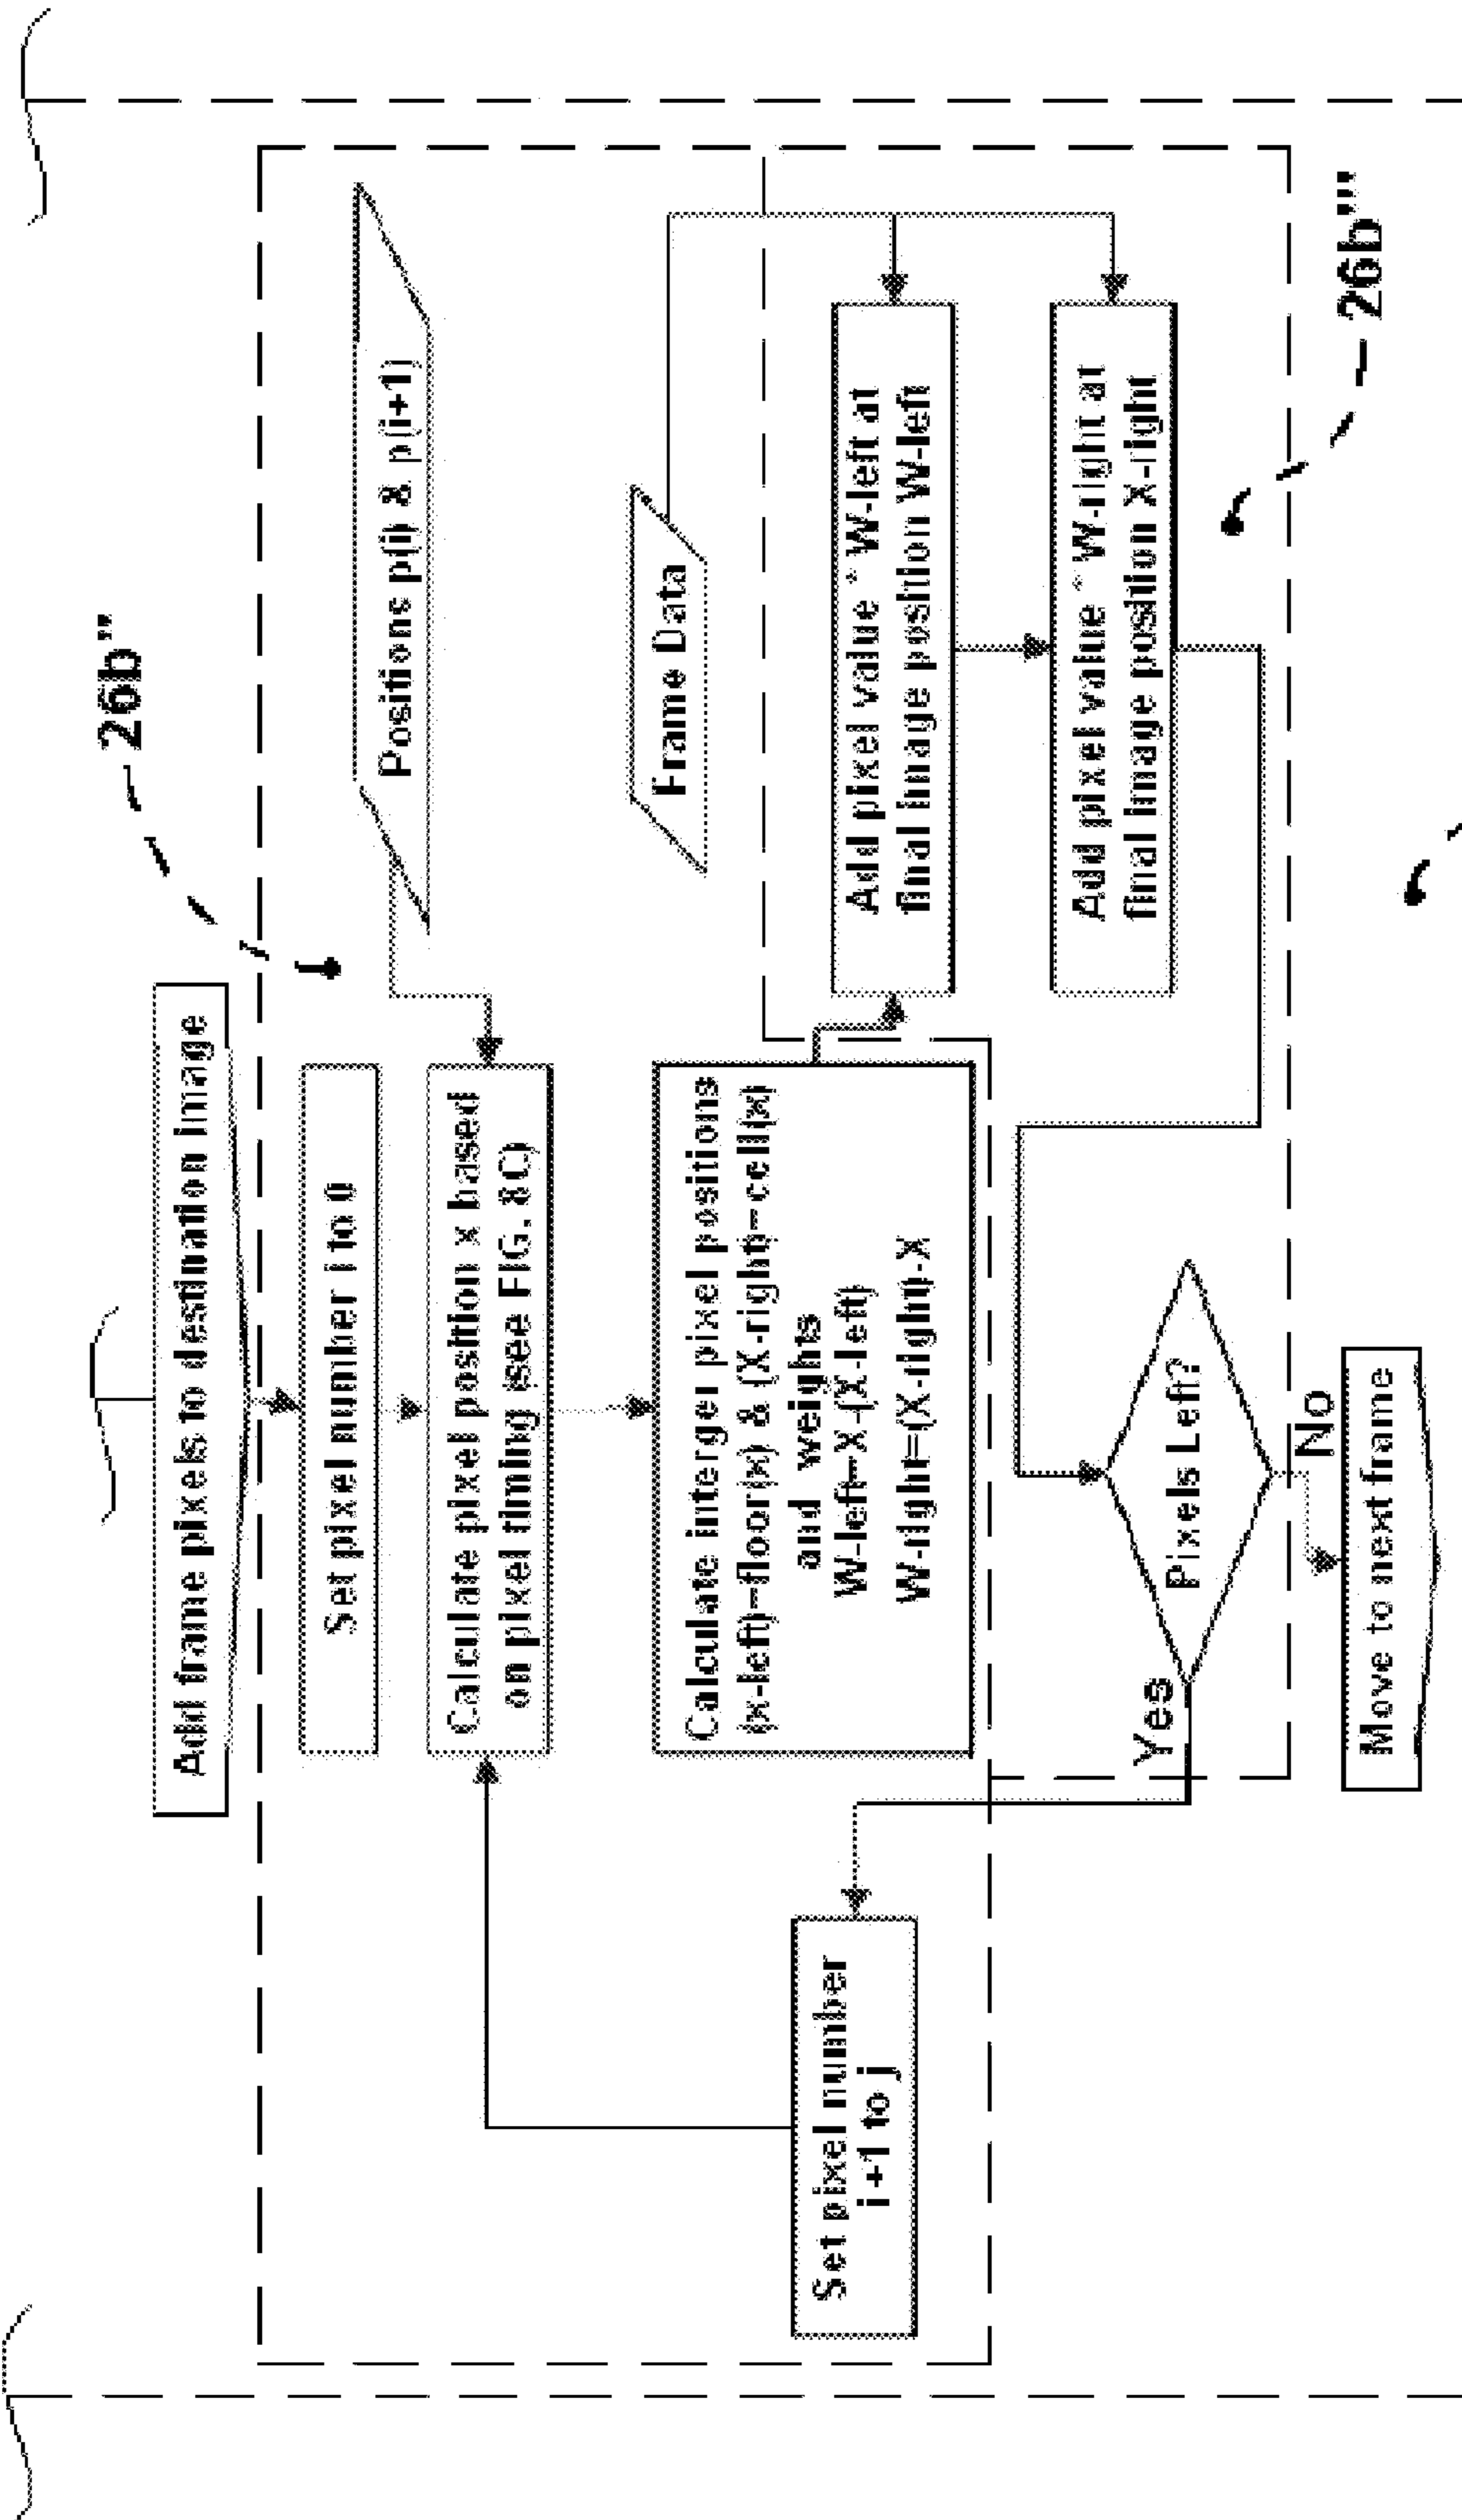 26b"
Add frame pixels to destination image
Set pixel number i to 0
Positions p(i) & p(i+1)
Calculate pixel position x based
on pixel timing (see FIG. 8C)
Frame Data
Calculate interger pixel positions
(x-left)=floor(x) & (X-right)=cell(x)
and weights
W-left=X-(X-left)
W-right=(X-right)-X
Add pixel value * W-left at
final image position W-left
Add pixel value * W-right at
final image position X-right
26b"'
Pixels Left?
Yes
No
Set pixel number
i+1 to j
Move to next frame